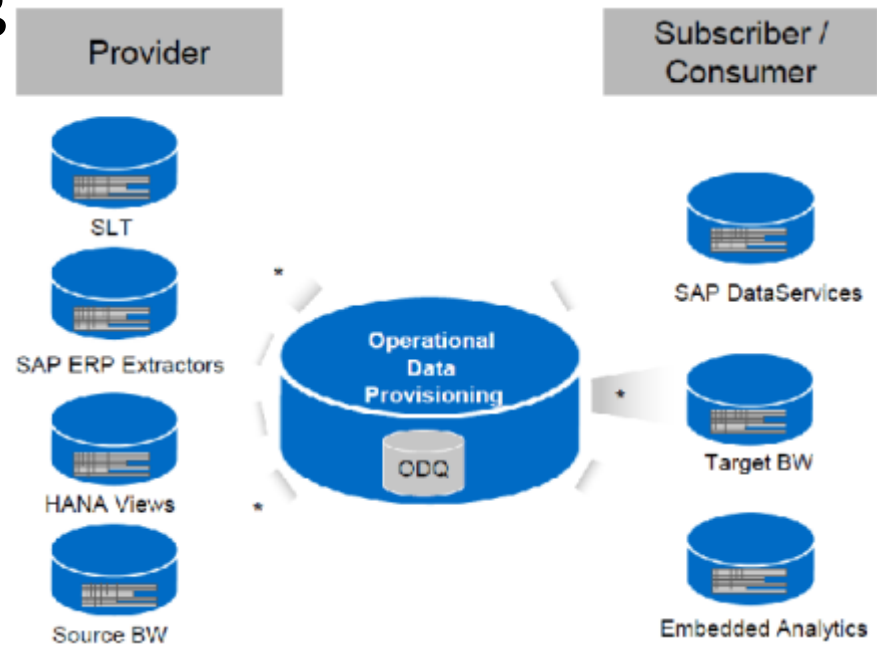 Provider
Subscriber /
Consumer
SLT
SAP ERP Extractors
HANA Views
Source BW
*
*
Operational
Data
Provisioning
ODQ
*
SAP DataServices
Target BW
Embedded Analytics